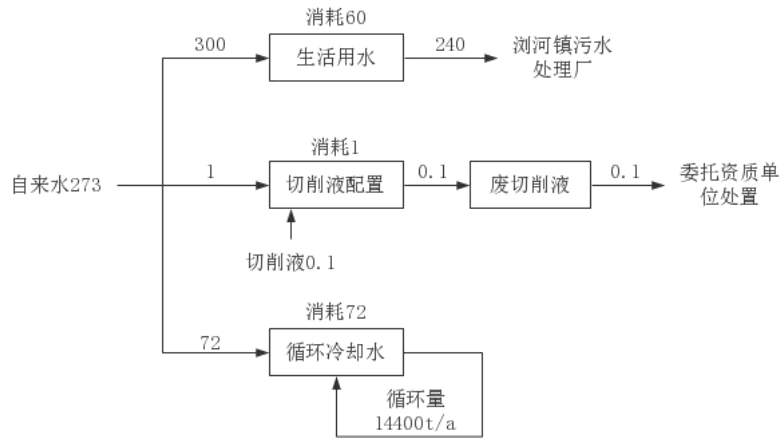 消耗60
300
生活用水
240
浏河镇污水
处理厂
消耗1
自来水273
1
切削液配置
0.1
废切削液
0.1
委托资质单
位处置
切削液0.1
消耗72
72
循环冷却水
循环量
14400t/a